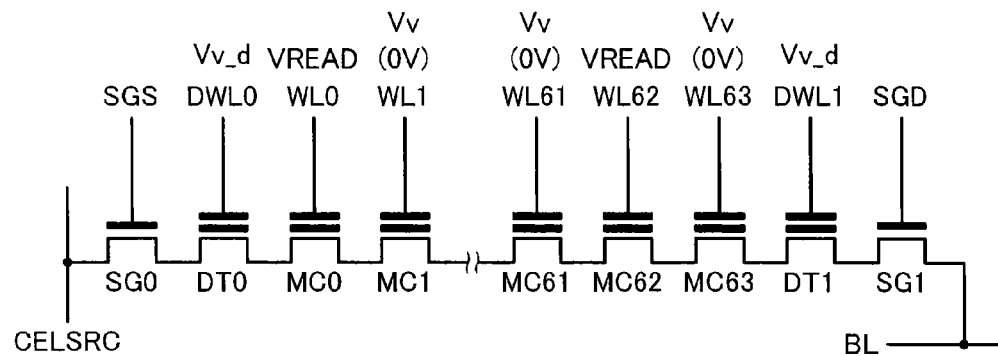 Vv Vv Vv
Vv_d VREAD (0V) (0V) VREAD (0V) Vv_d
SGS DWL0 WL0 WL1 WL61 WL62 WL63 DWL1 SGD
SG0 DT0 MC0 MC1 MC61 MC62 MC63 DT1 SG1
CELSRC BL